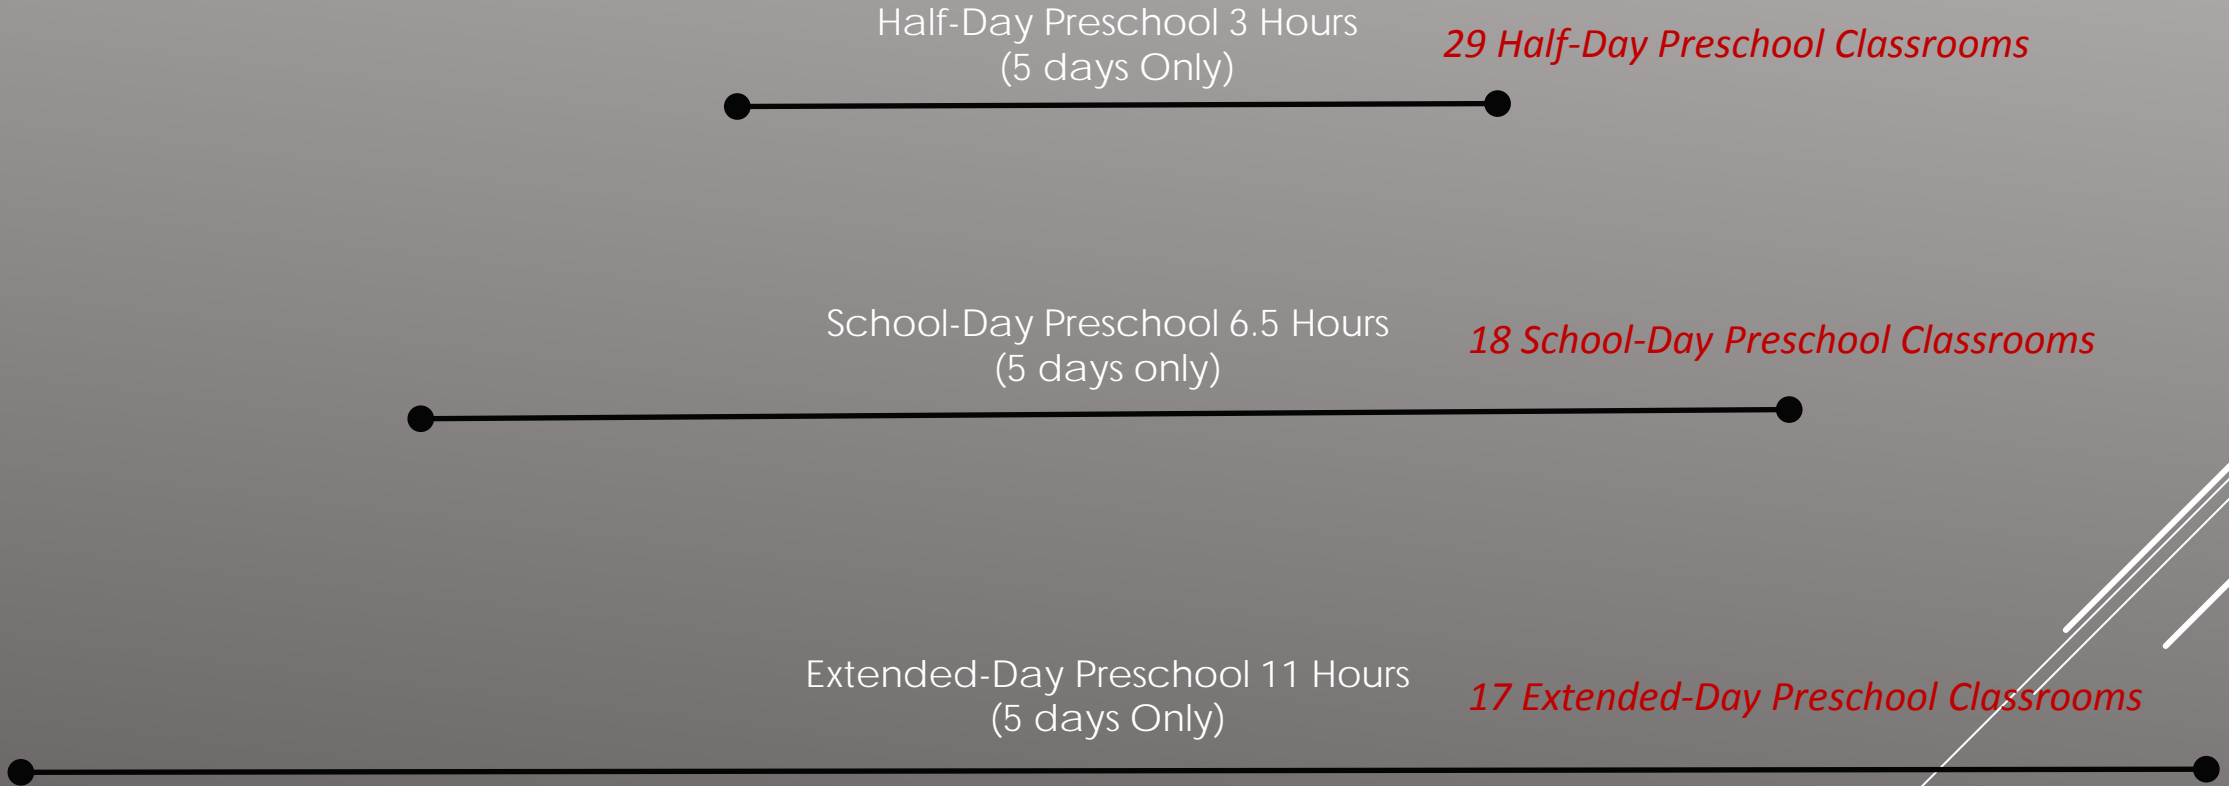 Half-Day Preschool 3 Hours
(5 days Only)
29 Half-Day Preschool Classrooms
School-Day Preschool 6.5 Hours
(5 days only)
18 School-Day Preschool Classrooms
Extended-Day Preschool 11 Hours
(5 days Only)
17 Extended-Day Preschool Classrooms